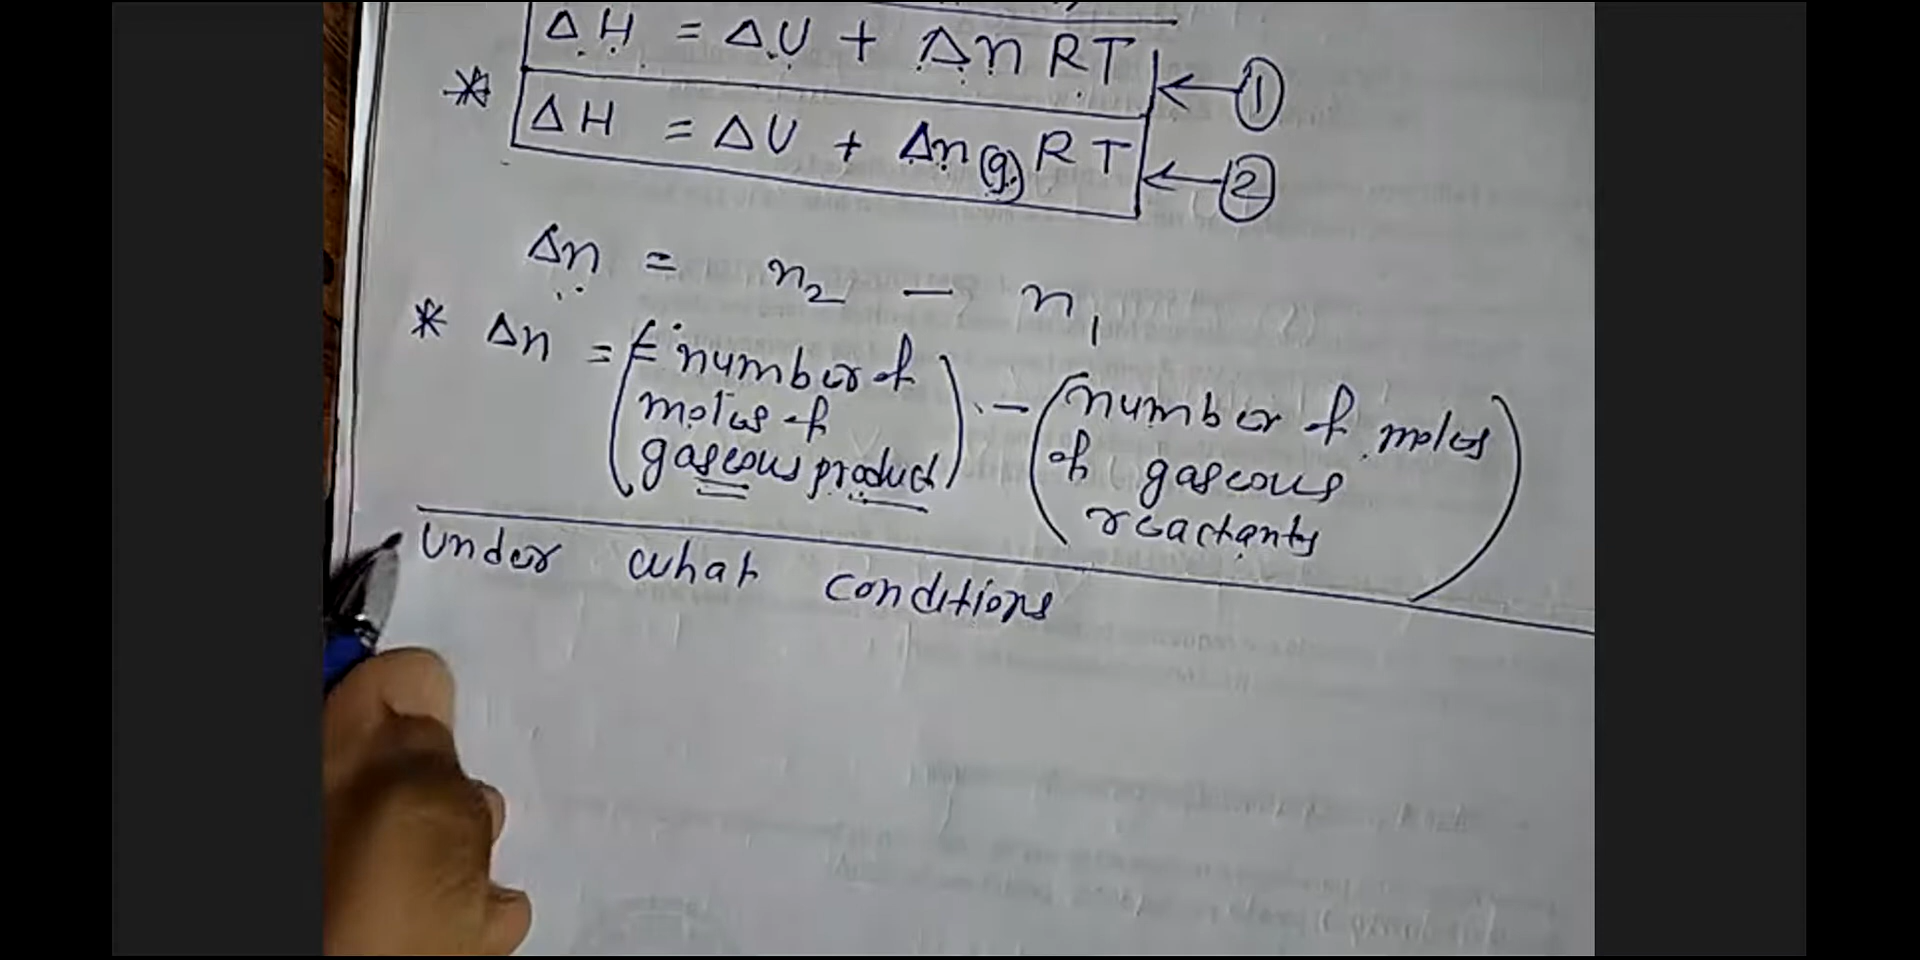 ΔH = ΔU + Δn RT ← ①
* ΔH = ΔU + Δn(g) RT ← ②
Δn = n₂ - n₁
* Δn = (number of moles of gaseous product) - (number of moles of gaseous reactants)
under what conditions